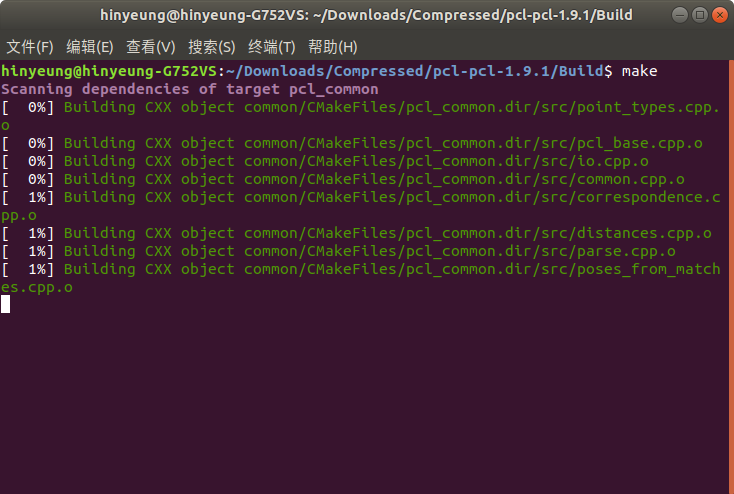 hinyeung@hinyeung-G752VS: ~/Downloads/Compressed/pcl-pcl-1.9.1/Build
文件(F) 编辑(E) 查看(V) 搜索(S) 终端(T) 帮助(H)
hinyeung@hinyeung-G752VS:~/Downloads/Compressed/pcl-pcl-1.9.1/Build$ make
Scanning dependencies of target pcl_common
[  0%] Building CXX object common/CMakeFiles/pcl_common.dir/src/point_types.cpp.
o
[  0%] Building CXX object common/CMakeFiles/pcl_common.dir/src/pcl_base.cpp.o
[  0%] Building CXX object common/CMakeFiles/pcl_common.dir/src/io.cpp.o
[  0%] Building CXX object common/CMakeFiles/pcl_common.dir/src/common.cpp.o
[  1%] Building CXX object common/CMakeFiles/pcl_common.dir/src/correspondence.c
pp.o
[  1%] Building CXX object common/CMakeFiles/pcl_common.dir/src/distances.cpp.o
[  1%] Building CXX object common/CMakeFiles/pcl_common.dir/src/parse.cpp.o
[  1%] Building CXX object common/CMakeFiles/pcl_common.dir/src/poses_from_match
es.cpp.o